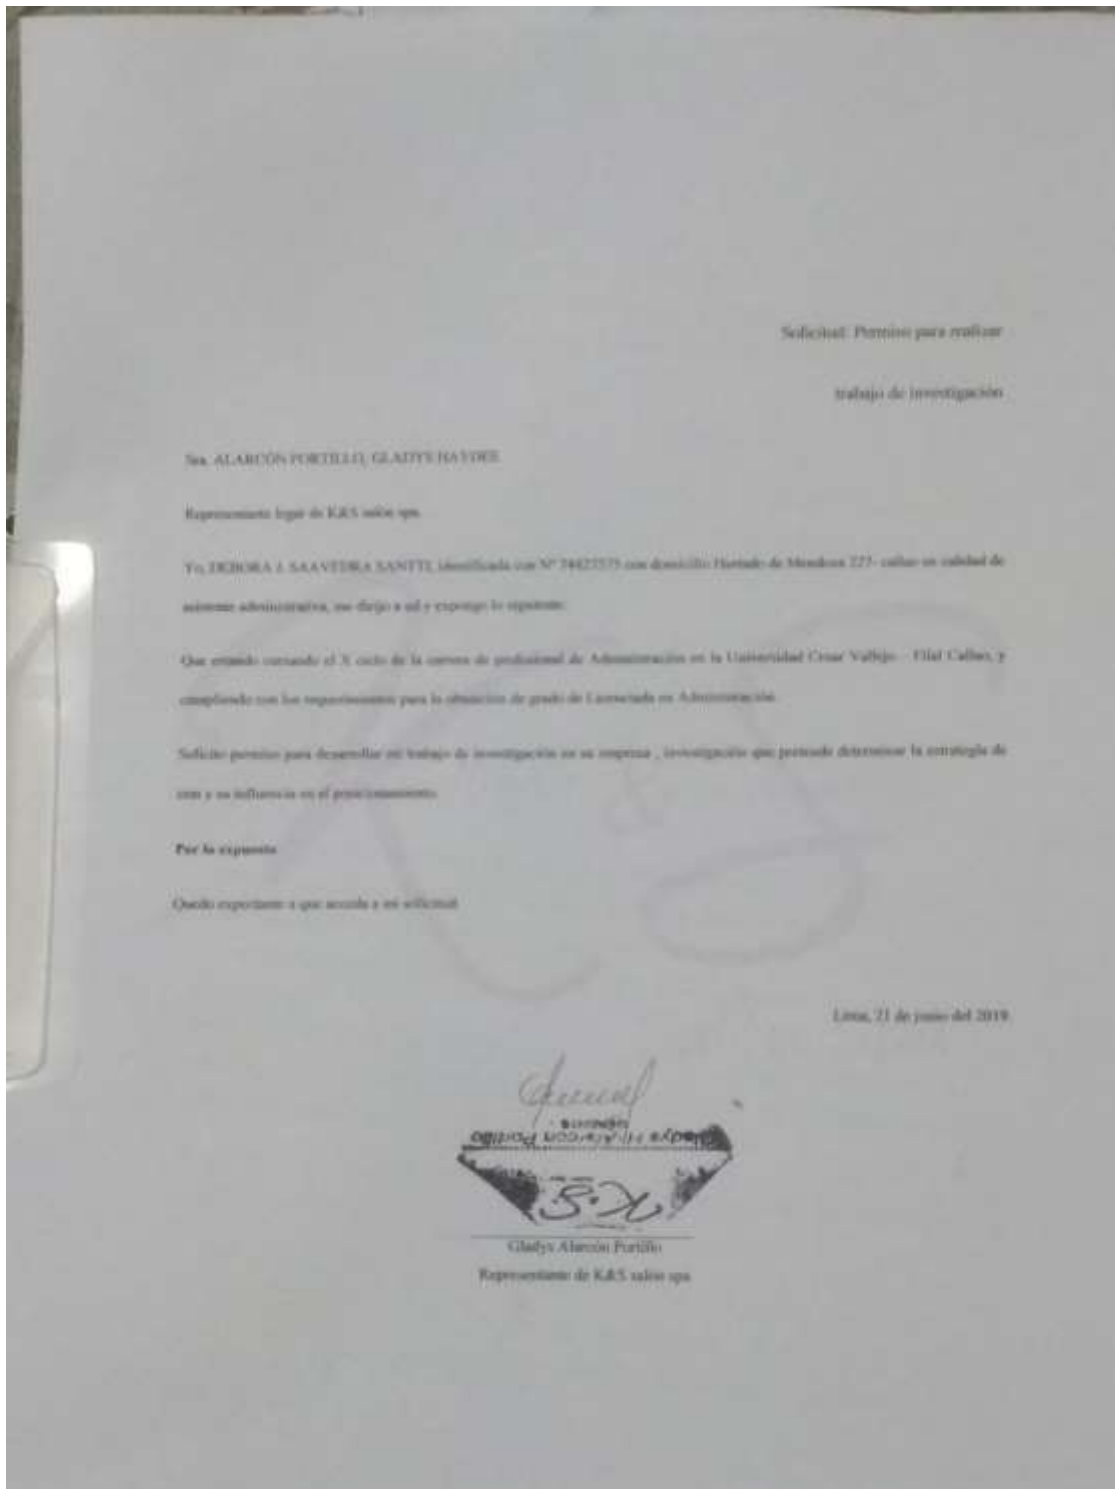 Solicitud: Permiso para realizar
trabajo de investigación
Sra. ALARCÓN PORTILLO, GLADYS HAYDEE
Representante legar de K&S salón spa.
Yo, DEBORA J. SAAVEDRA SANTTI, identificada con Nº con domicilio Hurtado de Mendoza 227- callao en calidad de
asistente administrativa, me dirijo a ud y expongo lo siguiente:
Que estando cursando el X ciclo de la carrera de profesional de Administración en la Universidad Cesar Vallejo – Filial Callao, y
cumpliendo con los requerimientos para la obtención de grado de Licenciada en Administración.
Solicito permiso para desarrollar mi trabajo de investigación en su empresa , investigación que pretende determinar la estrategia de
crm y su influencia en el posicionamiento.
Por lo expuesto
Quedo expectante a que acceda a mi solicitud
Lima, 21 de junio del 2019
Gladys H. Alarcón Portillo
K&S
Gladys Alarcón Portillo
Representante de K&S salón spa